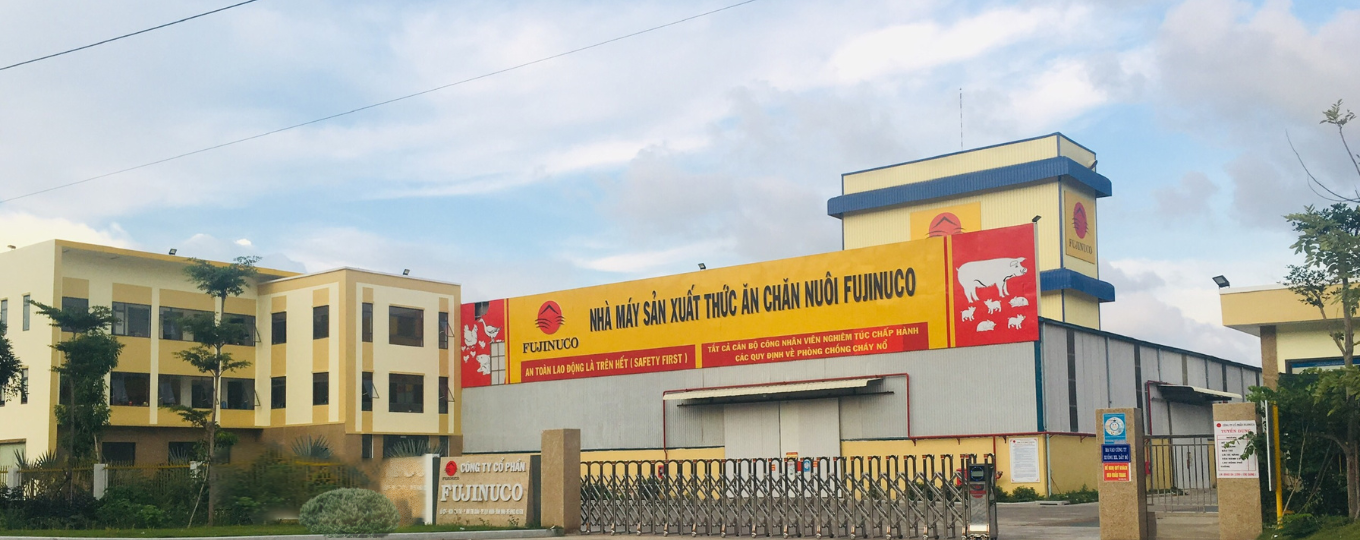 FUJINUCO
NHÀ MÁY SẢN XUẤT THỨC ĂN CHĂN NUÔI FUJINUCO
FUJINUCO
AN TOÀN LAO ĐỘNG LÀ TRÊN HẾT ( SAFETY FIRST )
TẤT CẢ CÁN BỘ CÔNG NHÂN VIÊN NGHIÊM TÚC CHẤP HÀNH
CÁC QUY ĐỊNH VỀ PHÒNG CHỐNG CHÁY NỔ
CÔNG TY CỔ PHẦN
FUJINUCO
TUYỂN DỤNG